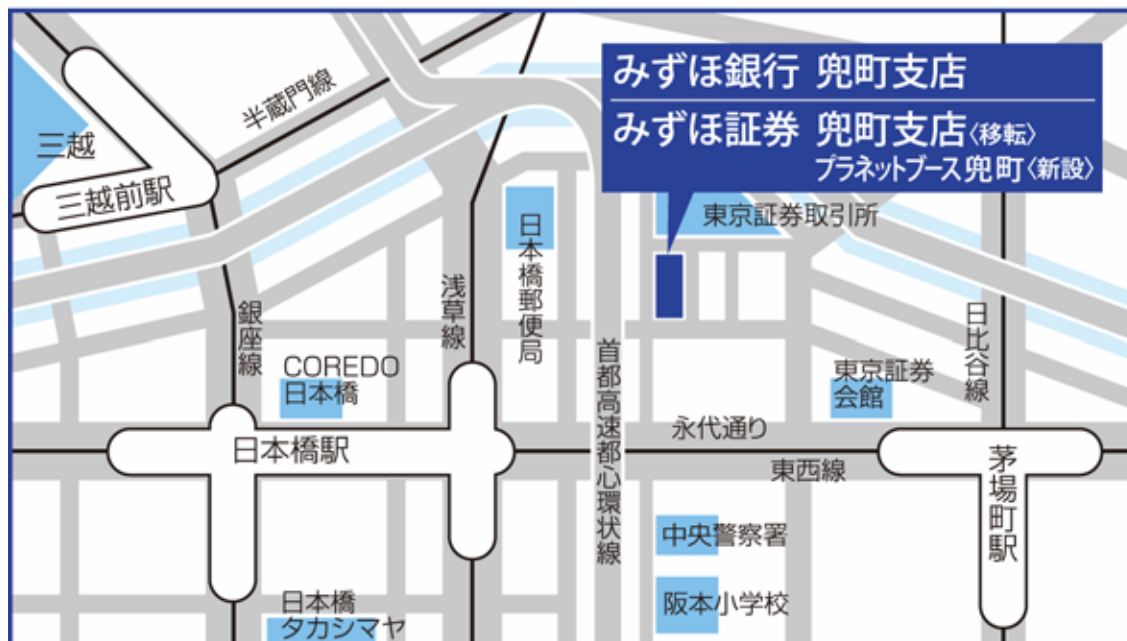 みずほ銀行 兜町支店
みずほ証券 兜町支店〈移転〉
プラネットブース兜町〈新設〉
半蔵門線
三越
三越前駅
東京証券取引所
日本橋郵便局
浅草線
銀座線
日比谷線
首都高速都心環状線
COREDO
日本橋
東京証券
会館
永代通り
日本橋駅
東西線
茅場町駅
中央警察署
阪本小学校
日本橋
タカシマヤ